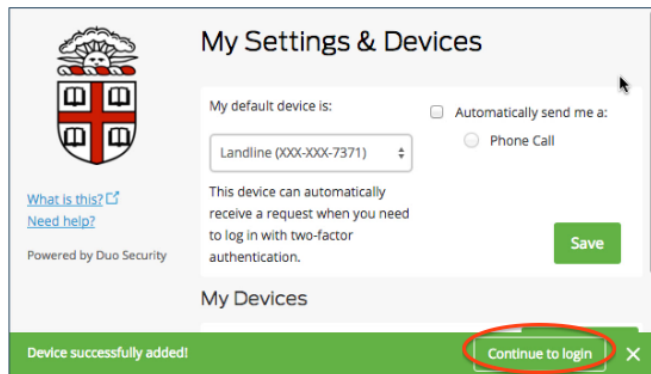 My Settings & Devices
My default device is:
Landline (XXX-XXX-7371)
This device can automatically
receive a request when you need
to log in with two-factor
authentication.
Automatically send me a:
Phone Call
Save
What is this?
Need help?
Powered by Duo Security
My Devices
Device successfully added!
Continue to login